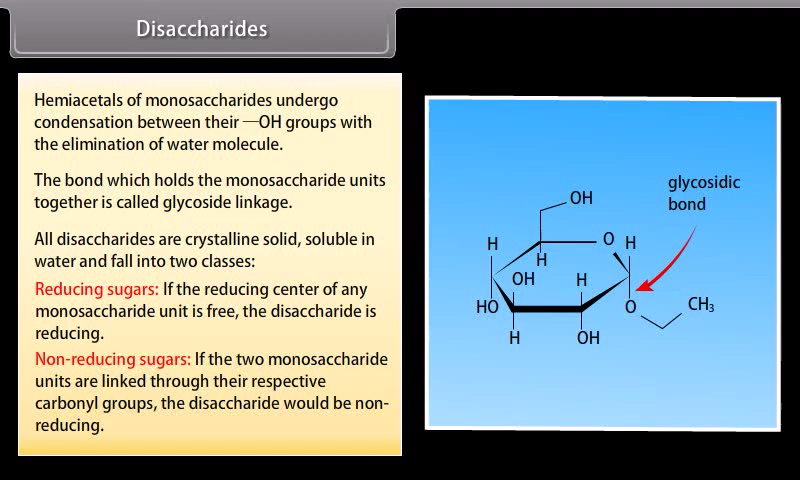 Disaccharides
Hemiacetals of monosaccharides undergo
condensation between their —OH groups with
the elimination of water molecule.
The bond which holds the monosaccharide units
together is called glycoside linkage.
All disaccharides are crystalline solid, soluble in
water and fall into two classes:
Reducing sugars: If the reducing center of any
monosaccharide unit is free, the disaccharide is
reducing.
Non-reducing sugars: If the two monosaccharide
units are linked through their respective
carbonyl groups, the disaccharide would be non-
reducing.
glycosidic
bond
OH
H O H
H
OH H
HO O CH₃
H OH